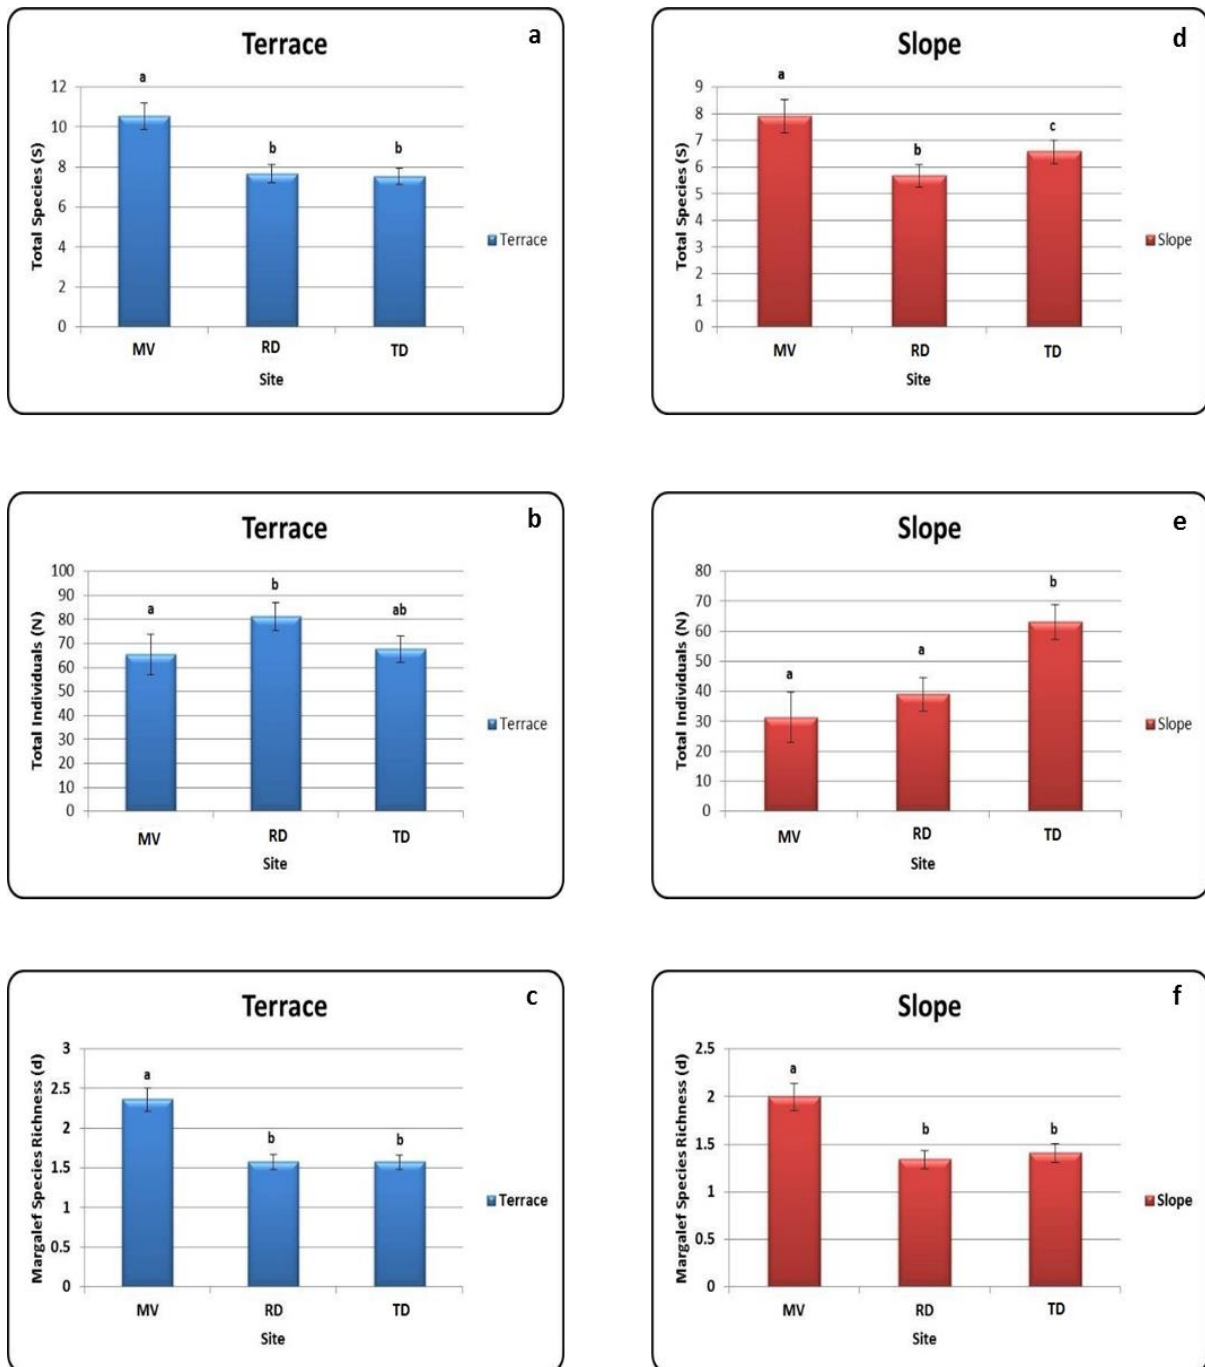 Terrace
a
Total Species (S)
12
10
8
6
4
2
0
a
b
b
MV
RD
TD
Site
Terrace
Slope
d
Total Species (S)
9
8
7
6
5
4
3
2
1
0
a
b
c
MV
RD
TD
Site
Slope
Terrace
b
Total Individuals (N)
100
90
80
70
60
50
40
30
20
10
0
a
b
ab
MV
RD
TD
Site
Terrace
Slope
e
Total Individuals (N)
80
70
60
50
40
30
20
10
0
a
a
b
MV
RD
TD
Site
Slope
Terrace
c
Margalef Species Richness (d)
3
2.5
2
1.5
1
0.5
0
a
b
b
MV
RD
TD
Site
Terrace
Slope
f
Margalef Species Richness (d)
2.5
2
1.5
1
0.5
0
a
b
b
MV
RD
TD
Site
Slope